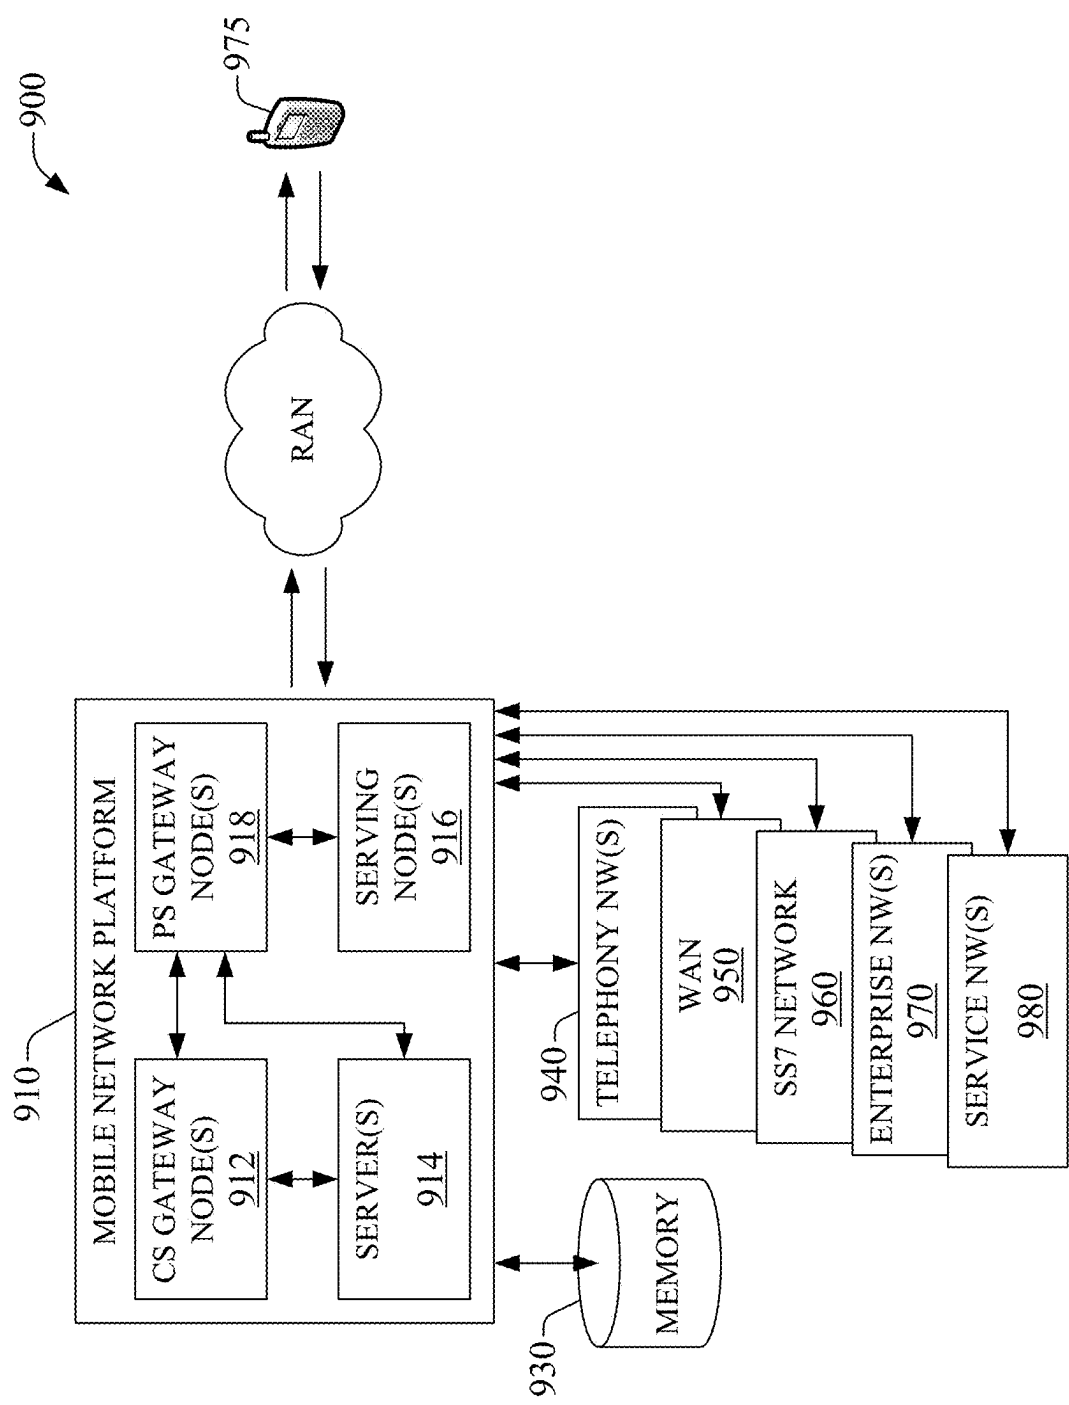 900
910
MOBILE NETWORK PLATFORM
CS GATEWAY
NODE(S)
912
PS GATEWAY
NODE(S)
918
SERVER(S)
914
SERVING
NODE(S)
916
RAN
975
930
MEMORY
940
TELEPHONY NW(S)
WAN
950
SS7 NETWORK
960
ENTERPRISE NW(S)
970
SERVICE NW(S)
980